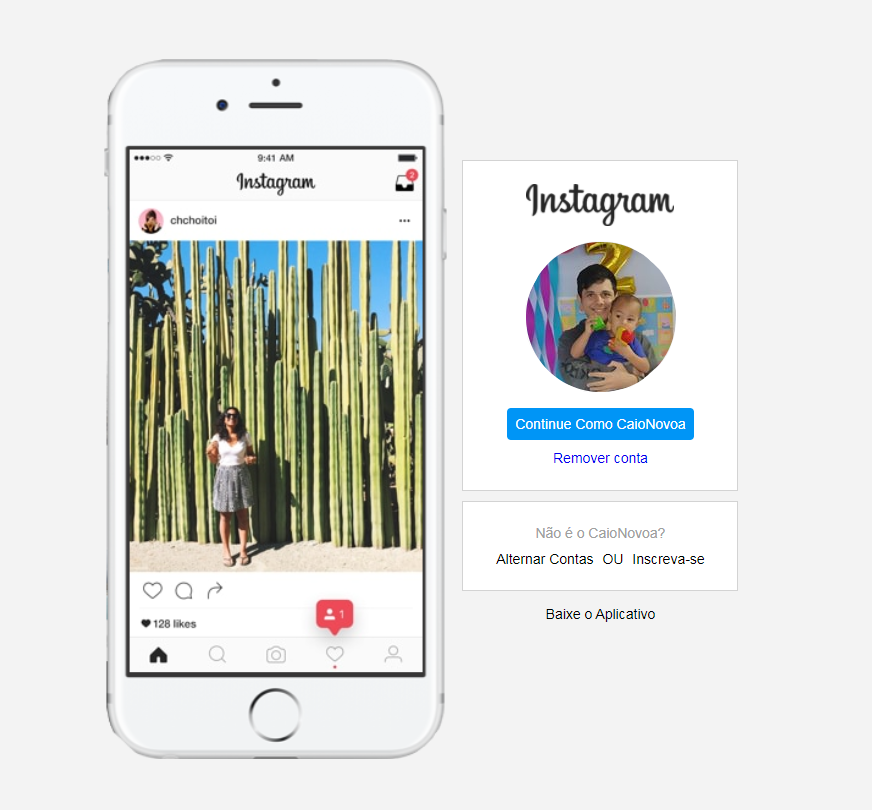 9:41 AM
Instagram
2
chchoitoi
128 likes
1
Instagram
Continue Como CaioNovoa
Remover conta
Não é o CaioNovoa?
Alternar Contas OU Inscreva-se
Baixe o Aplicativo